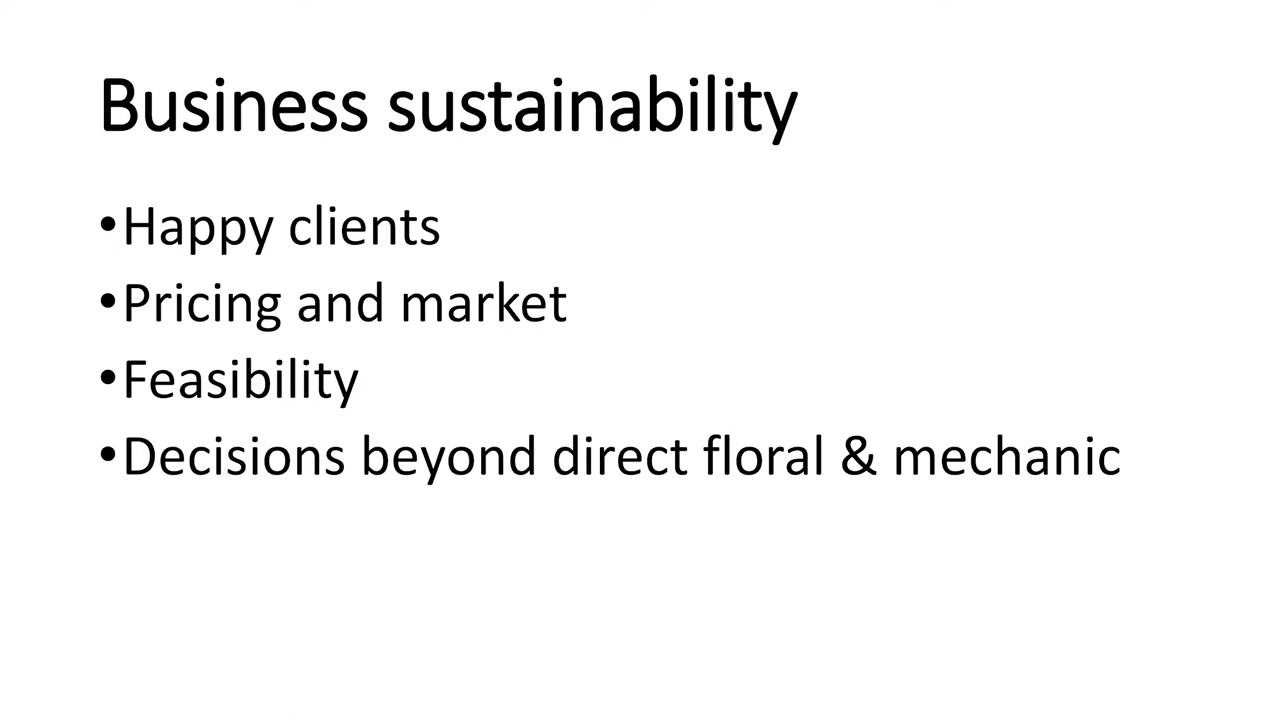 Business sustainability
•Happy clients
•Pricing and market
•Feasibility
•Decisions beyond direct floral & mechanic